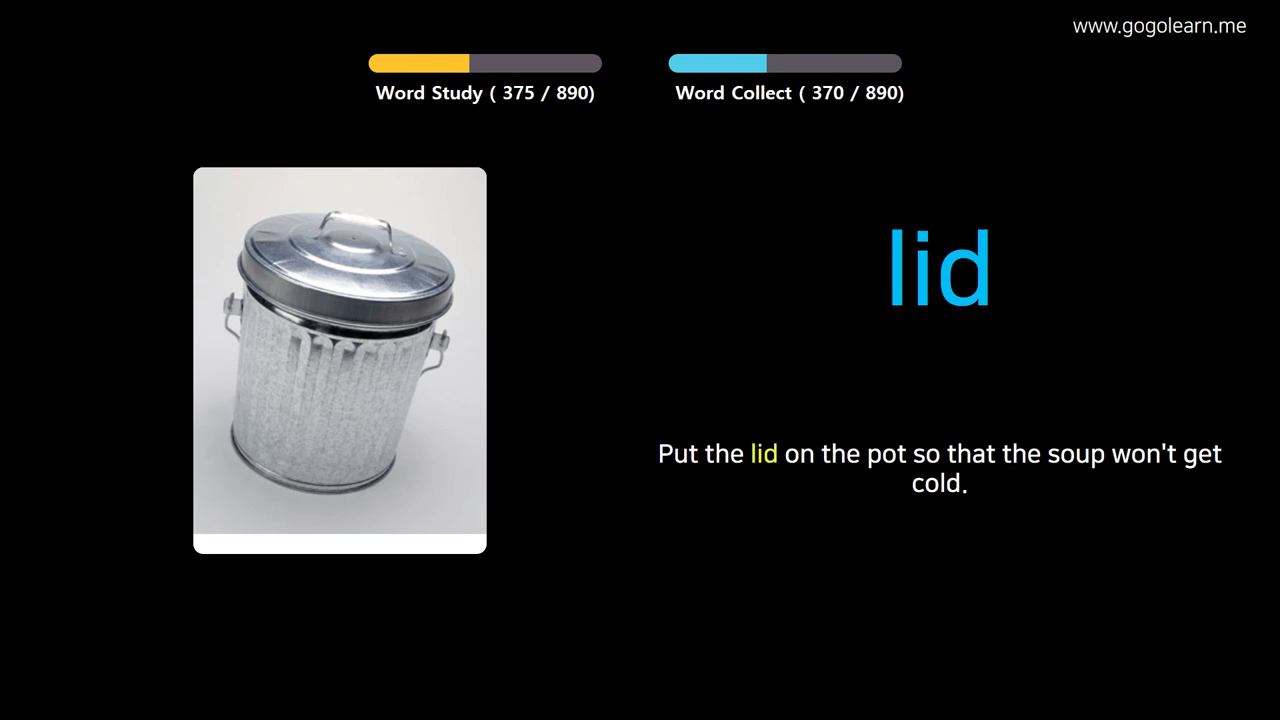 www.gogolearn.me
Word Study ( 375 / 890)
Word Collect ( 370 / 890)
lid
Put the lid on the pot so that the soup won't get
cold.